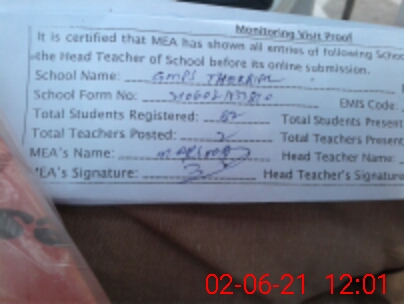 Monitoring Visit Proof
It is certified that MEA has shown all entries of following School
the Head Teacher of School before its online submission.
School Name: GMPS
School Form No: EMIS Code
Total Students Registered: 82 Total Students Present
Total Teachers Posted: 2 Total Teachers Present
MEA's Name: Head Teacher Name:
MEA's Signature: Head Teacher's Signature
02-06-21 12:01